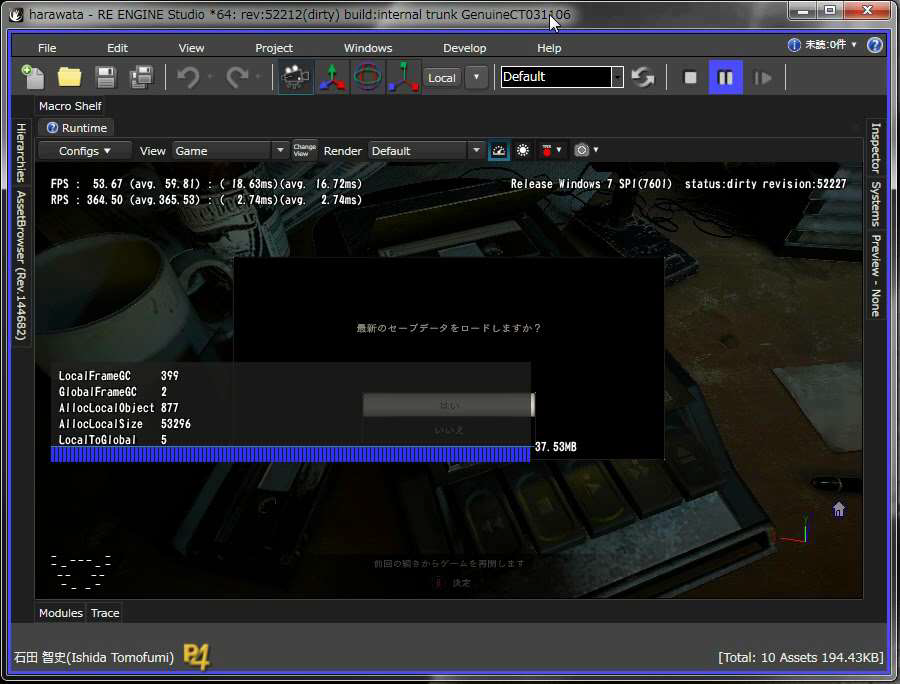 harawata - RE ENGINE Studio *64: rev:52212(dirty) build:internal trunk GenuineCT031106
File Edit View Project Windows Develop Help 未読:0件
Local Default
Macro Shelf
Runtime
Configs View Game Change View Render Default
FPS : 53.67 (avg. 59.81) : ( 18.63ms)(avg. 16.72ms)
RPS : 364.50 (avg.365.53) : ( 2.74ms)(avg. 2.74ms)
Release Windows 7 SP1(7601) status:dirty revision:52227
Hierarchies
AssetBrowser (Rev.144682)
Inspector
Systems
Preview - None
最新のセーブデータをロードしますか？
はい
いいえ
LocalFrameGC 399
GlobalFrameGC 2
AllocLocalObject 877
AllocLocalSize 53296
LocalToGlobal 5
37.53MB
前回の続きからゲームを再開します
決定
Modules Trace
石田 智史(Ishida Tomofumi) P4
[Total: 10 Assets 194.43KB]